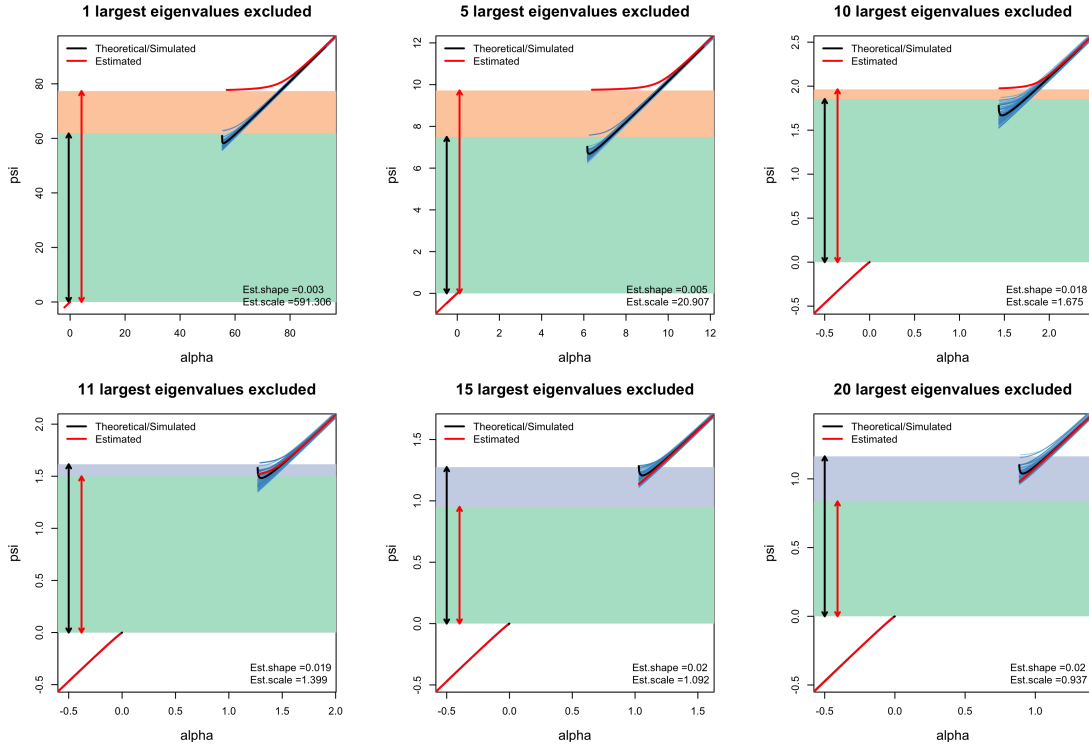 1 largest eigenvalues excluded
Theoretical/Simulated
Estimated
psi
80
60
40
20
0
Est.shape =0.003
Est.scale =591.306
0 20 40 60 80
alpha
5 largest eigenvalues excluded
Theoretical/Simulated
Estimated
psi
12
10
8
6
4
2
0
Est.shape =0.005
Est.scale =20.907
0 2 4 6 8 10 12
alpha
10 largest eigenvalues excluded
Theoretical/Simulated
Estimated
psi
2.5
2.0
1.5
1.0
0.5
0.0
-0.5
Est.shape =0.018
Est.scale =1.675
-0.5 0.0 0.5 1.0 1.5 2.0
alpha
11 largest eigenvalues excluded
Theoretical/Simulated
Estimated
psi
2.0
1.5
1.0
0.5
0.0
-0.5
Est.shape =0.019
Est.scale =1.399
-0.5 0.0 0.5 1.0 1.5 2.0
alpha
15 largest eigenvalues excluded
Theoretical/Simulated
Estimated
psi
1.5
1.0
0.5
0.0
-0.5
Est.shape =0.02
Est.scale =1.092
-0.5 0.0 0.5 1.0 1.5
alpha
20 largest eigenvalues excluded
Theoretical/Simulated
Estimated
psi
1.0
0.5
0.0
-0.5
Est.shape =0.02
Est.scale =0.937
-0.5 0.0 0.5 1.0
alpha